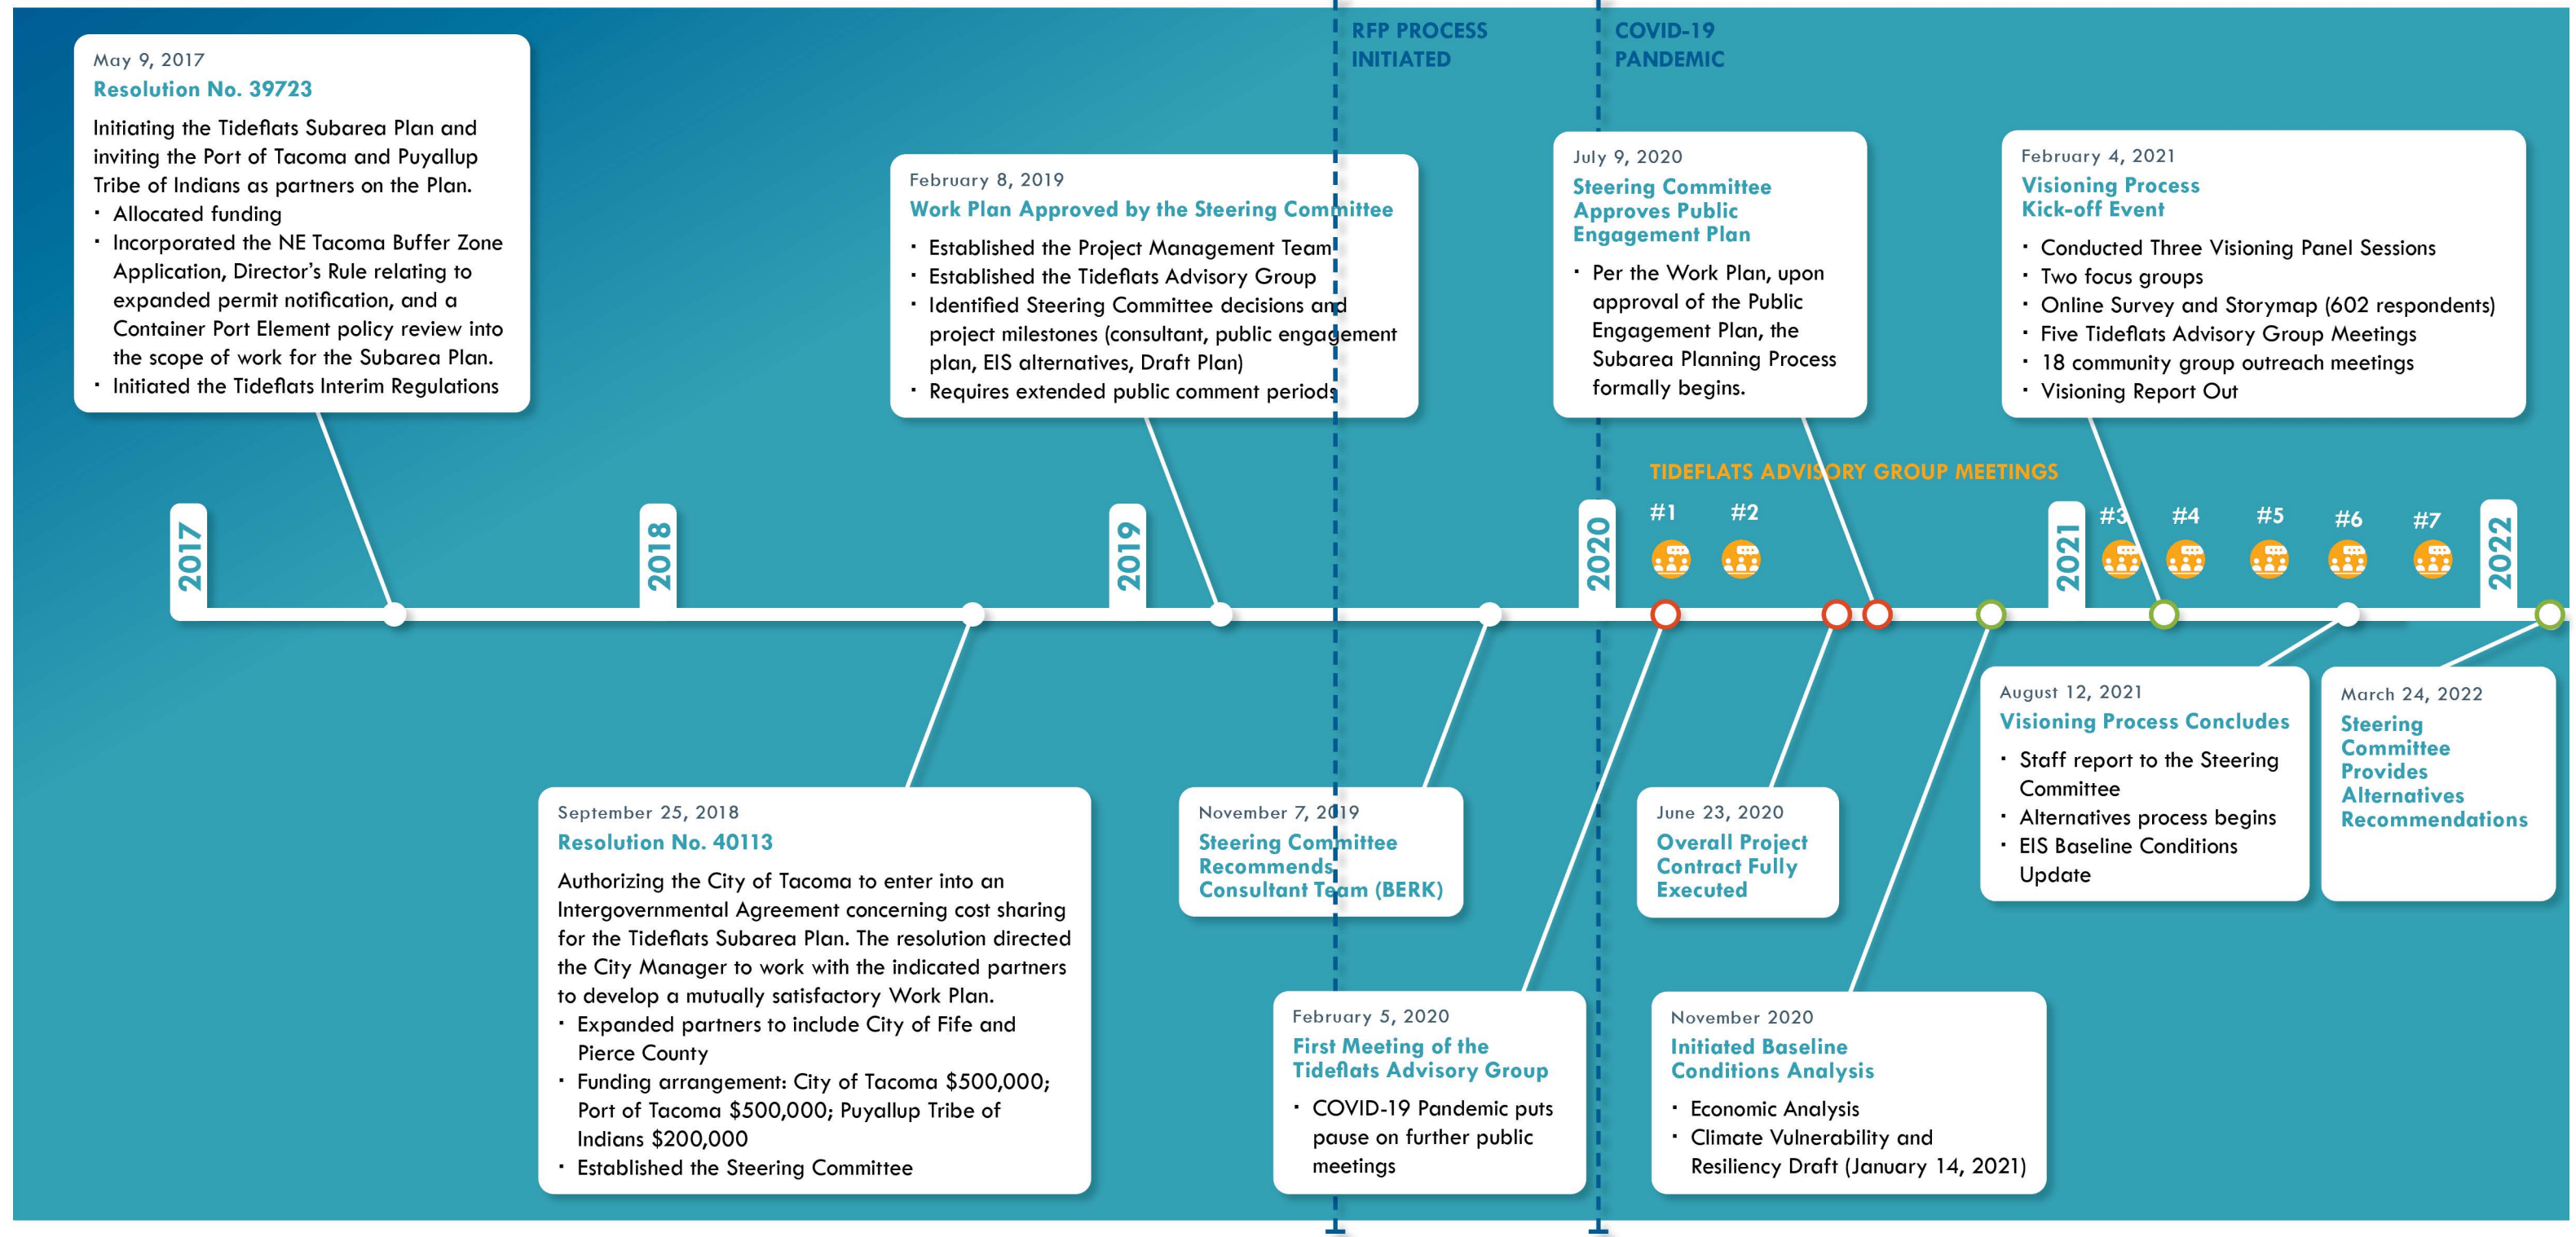 RFP PROCESS
INITIATED
COVID-19
PANDEMIC
May 9, 2017
Resolution No. 39723
Initiating the Tideflats Subarea Plan and
inviting the Port of Tacoma and Puyallup
Tribe of Indians as partners on the Plan.
· Allocated funding
· Incorporated the NE Tacoma Buffer Zone
Application, Director's Rule relating to
expanded permit notification, and a
Container Port Element policy review into
the scope of work for the Subarea Plan.
· Initiated the Tideflats Interim Regulations
February 8, 2019
Work Plan Approved by the Steering Committee
· Established the Project Management Team
· Established the Tideflats Advisory Group
· Identified Steering Committee decisions and
project milestones (consultant, public engagement
plan, EIS alternatives, Draft Plan)
· Requires extended public comment periods
July 9, 2020
Steering Committee
Approves Public
Engagement Plan
· Per the Work Plan, upon
approval of the Public
Engagement Plan, the
Subarea Planning Process
formally begins.
February 4, 2021
Visioning Process
Kick-off Event
· Conducted Three Visioning Panel Sessions
· Two focus groups
· Online Survey and Storymap (602 respondents)
· Five Tideflats Advisory Group Meetings
· 18 community group outreach meetings
· Visioning Report Out
TIDEFLATS ADVISORY GROUP MEETINGS
#1
#2
#3
#4
#5
#6
#7
2017
2018
2019
2020
2021
2022
September 25, 2018
Resolution No. 40113
Authorizing the City of Tacoma to enter into an
Intergovernmental Agreement concerning cost sharing
for the Tideflats Subarea Plan. The resolution directed
the City Manager to work with the indicated partners
to develop a mutually satisfactory Work Plan.
· Expanded partners to include City of Fife and
Pierce County
· Funding arrangement: City of Tacoma $500,000;
Port of Tacoma $500,000; Puyallup Tribe of
Indians $200,000
· Established the Steering Committee
November 7, 2019
Steering Committee
Recommends
Consultant Team (BERK)
February 5, 2020
First Meeting of the
Tideflats Advisory Group
· COVID-19 Pandemic puts
pause on further public
meetings
June 23, 2020
Overall Project
Contract Fully
Executed
November 2020
Initiated Baseline
Conditions Analysis
· Economic Analysis
· Climate Vulnerability and
Resiliency Draft (January 14, 2021)
August 12, 2021
Visioning Process Concludes
· Staff report to the Steering
Committee
· Alternatives process begins
· EIS Baseline Conditions
Update
March 24, 2022
Steering
Committee
Provides
Alternatives
Recommendations